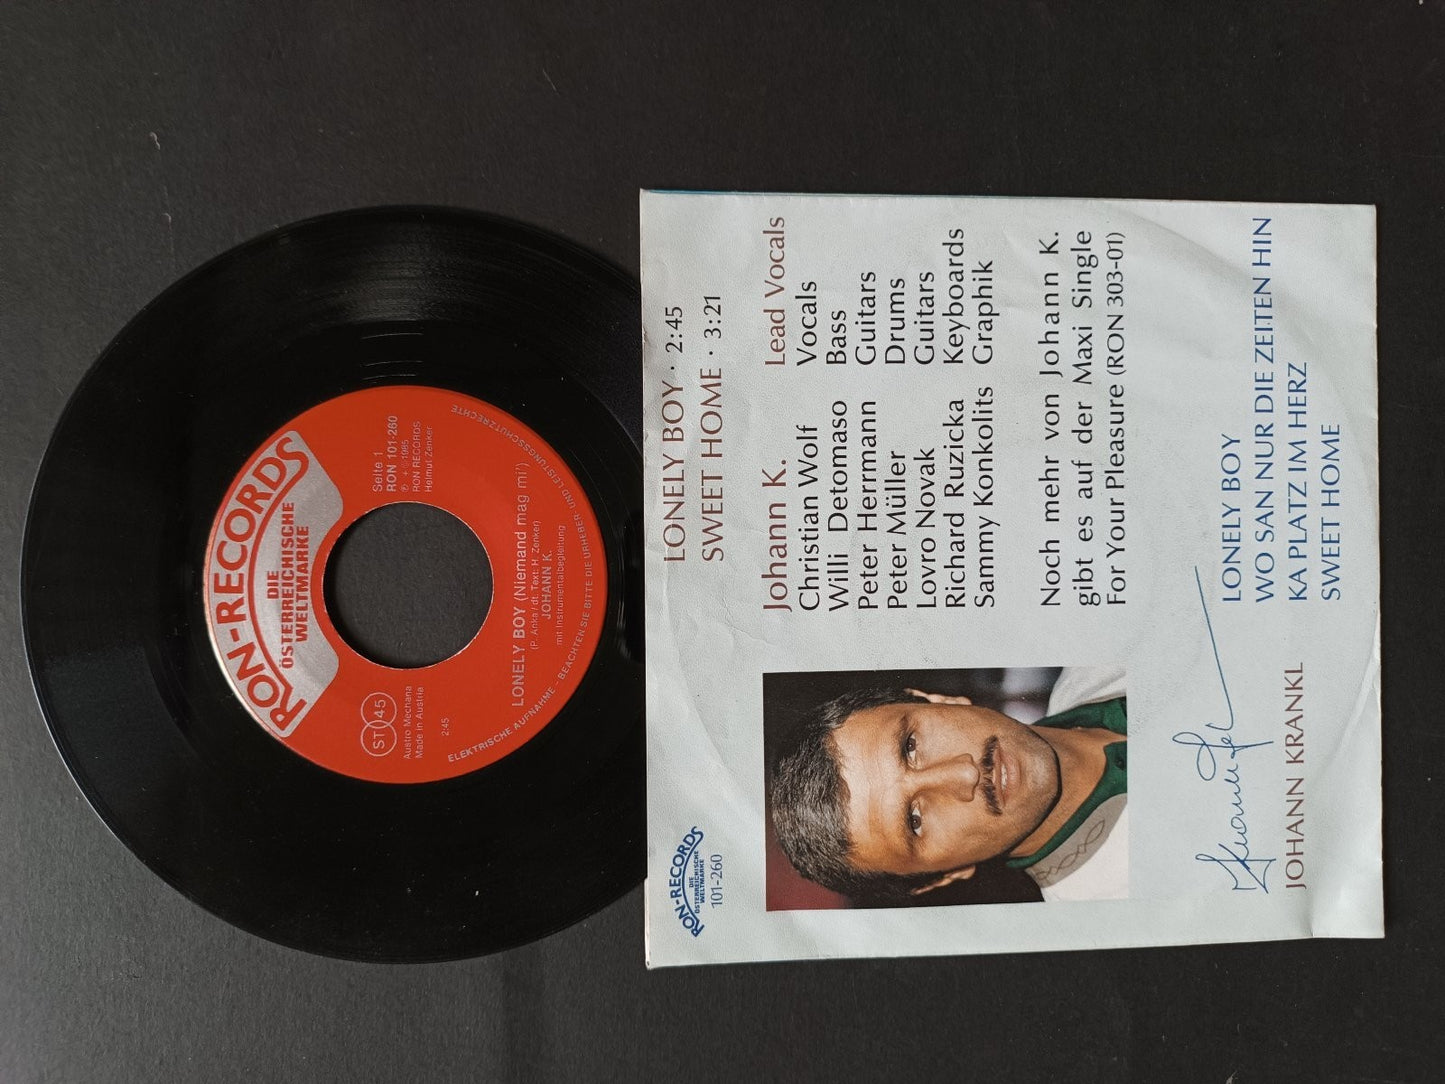 RON-RECORDS
DIE
ÖSTERREICHISCHE
WELTMARKE
ST 45
Austro Mechana
Made in Austria
2:45
Seite 1
RON 101-260
℗ + © 1985
RON RECORDS
Helmut Zenker
LONELY BOY (Niemand mag mi')
(P. Anka / dt. Text: H. Zenker)
JOHANN K.
mit Instrumentalbegleitung
ELEKTRISCHE AUFNAHME - BEACHTEN SIE BITTE DIE URHEBER- UND LEISTUNGSSCHUTZRECHTE
RON-RECORDS
DIE
ÖSTERREICHISCHE
WELTMARKE
101-260
LONELY BOY · 2:45
SWEET HOME · 3:21
Johann K. Lead Vocals
Christian Wolf Vocals
Willi Detomaso Bass
Peter Hermann Guitars
Peter Müller Drums
Lovro Novak Guitars
Richard Ruzicka Keyboards
Sammy Konkolits Graphik
Noch mehr von Johann K.
gibt es auf der Maxi Single
For Your Pleasure (RON 303-01)
JOHANN KRANKL
LONELY BOY
WO SAN NUR DIE ZEITEN HIN
KA PLATZ IM HERZ
SWEET HOME